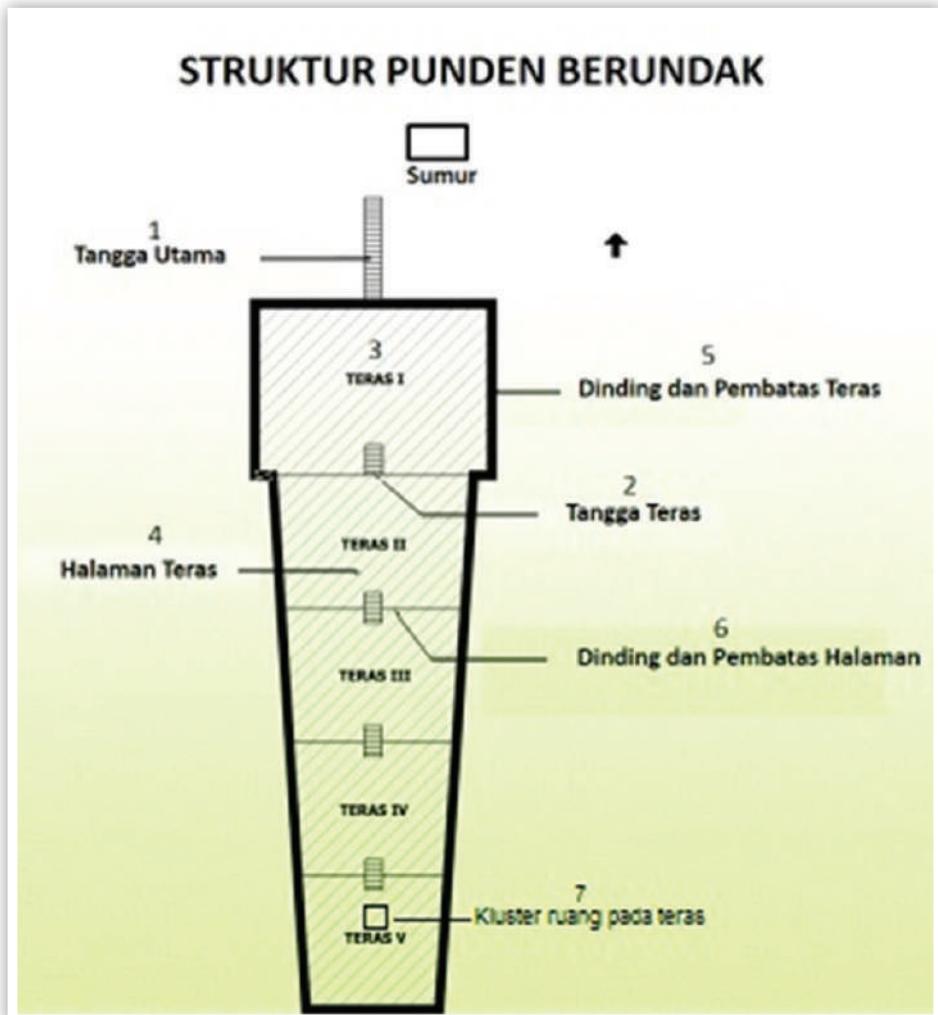 STRUKTUR PUNDEN BERUNDAK
Sumur
1
Tangga Utama
3
TERAS I
5
Dinding dan Pembatas Teras
2
Tangga Teras
4
Halaman Teras
TERAS II
6
Dinding dan Pembatas Halaman
TERAS III
TERAS IV
7
Kluster ruang pada teras
TERAS V